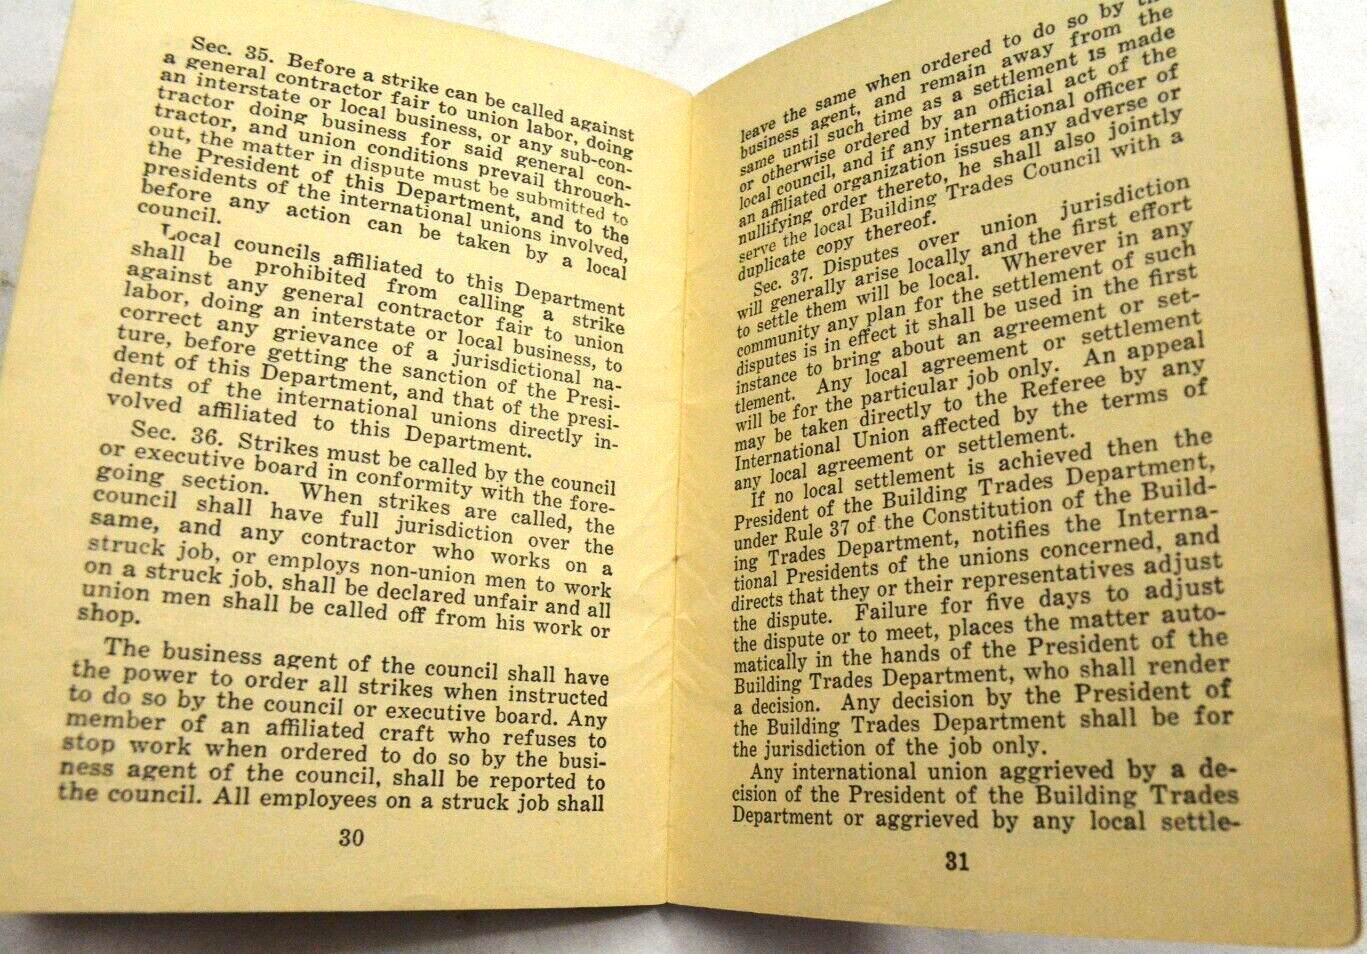 Sec. 35. Before a strike can be called against
a general contractor fair to union labor, doing
an interstate or local business, or any sub-con-
tractor doing business for said general con-
tractor, and union conditions prevail through-
out, the matter in dispute must be submitted to
the President of this Department, and to the
presidents of the international unions involved,
before any action can be taken by a local
council.
Local councils affiliated to this Department
shall be prohibited from calling a strike
against any general contractor fair to union
labor, doing an interstate or local business, to
correct any grievance of a jurisdictional na-
ture, before getting the sanction of the Presi-
dent of this Department, and that of the presi-
dents of the international unions directly in-
volved affiliated to this Department.
Sec. 36. Strikes must be called by the council
or executive board in conformity with the fore-
going section. When strikes are called, the
council shall have full jurisdiction over the
same, and any contractor who works on a
struck job, or employs non-union men to work
on a struck job, shall be declared unfair and all
union men shall be called off from his work or
shop.
The business agent of the council shall have
the power to order all strikes when instructed
to do so by the council or executive board. Any
member of an affiliated craft who refuses to
stop work when ordered to do so by the busi-
ness agent of the council, shall be reported to
the council. All employees on a struck job shall
30
leave the same when ordered to do so by
business agent, and remain away from the
same until such time as a settlement is made
or otherwise ordered by an official act of the
local council, and if any international officer of
an affiliated organization issues any adverse or
nullifying order thereto, he shall also jointly
serve the local Building Trades Council with a
duplicate copy thereof.
Sec. 37. Disputes over union jurisdiction
will generally arise locally and the first effort
to settle them will be local. Wherever in any
community any plan for the settlement of such
disputes is in effect it shall be used in the first
instance to bring about an agreement or set-
tlement. Any local agreement or settlement
will be for the particular job only. An appeal
may be taken directly to the Referee by any
International Union affected by the terms of
any local agreement or settlement.
If no local settlement is achieved then the
President of the Building Trades Department,
under Rule 37 of the Constitution of the Build-
ing Trades Department, notifies the Interna-
tional Presidents of the unions concerned, and
directs that they or their representatives adjust
the dispute. Failure for five days to adjust
the dispute or to meet, places the matter auto-
matically in the hands of the President of the
Building Trades Department, who shall render
a decision. Any decision by the President of
the Building Trades Department shall be for
the jurisdiction of the job only.
Any international union aggrieved by a de-
cision of the President of the Building Trades
Department or aggrieved by any local settle-
31